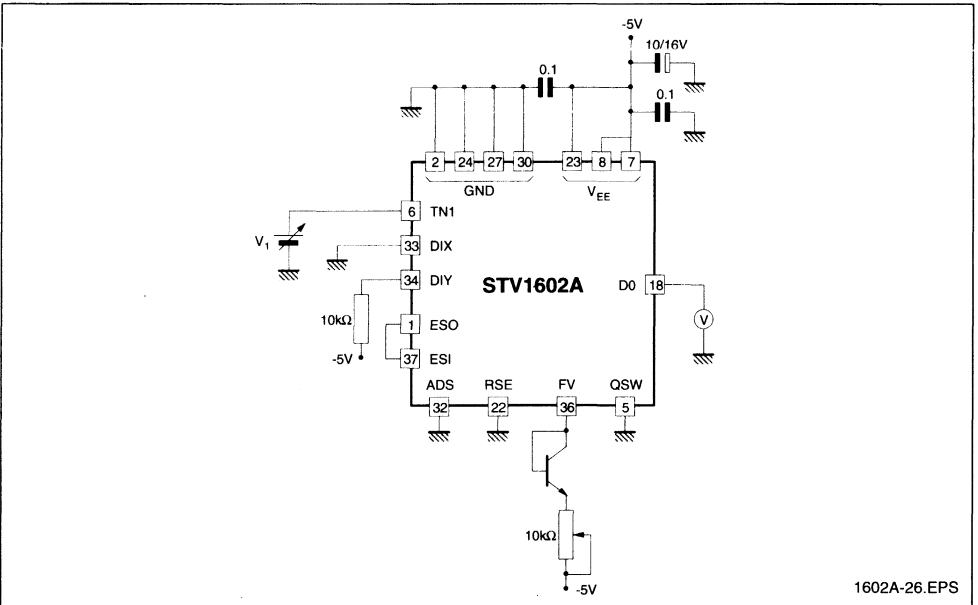 -5V
10/16V
0.1
0.1
2 24 27 30 23 8 7
GND
VEE
6 TN1
V1
33 DIX
34 DIY
STV1602A
D0 18
10kΩ
V
1 ESO
-5V
37 ESI
ADS RSE FV QSW
32 22 36 5
10kΩ
-5V
1602A-26.EPS